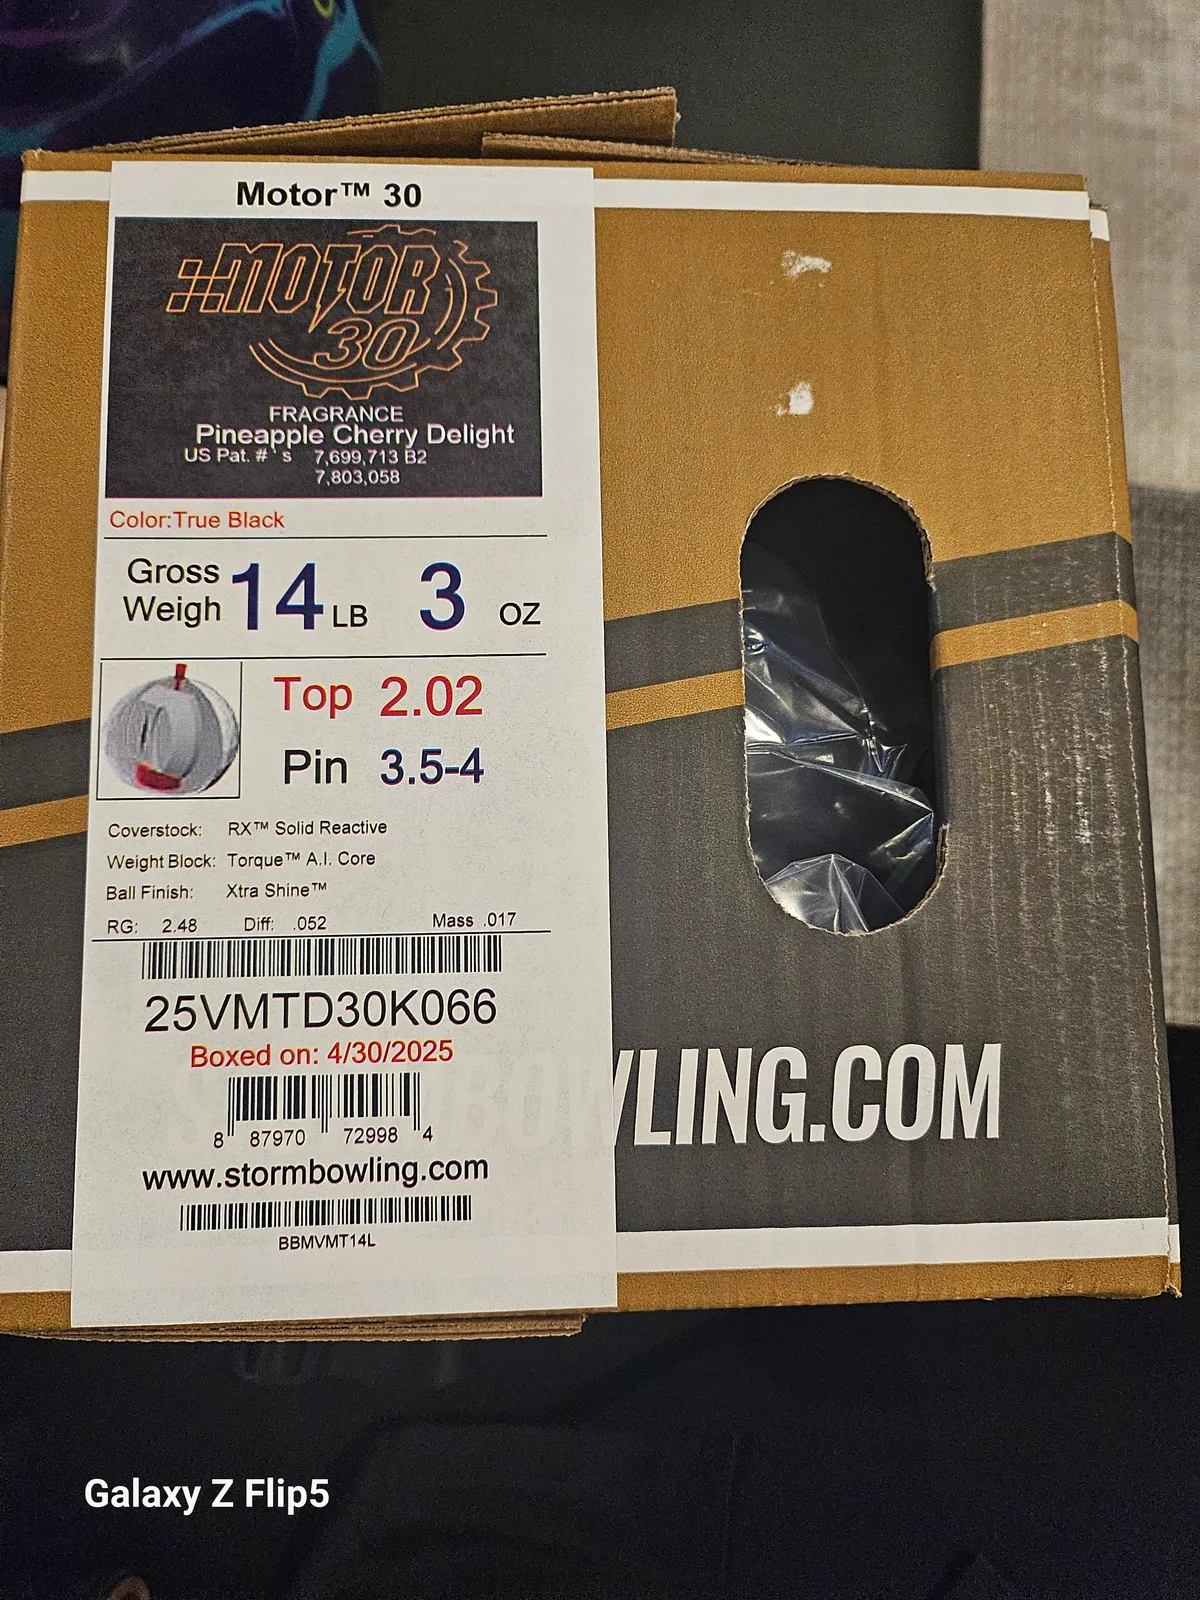 Motor™ 30
MOTOR
30
FRAGRANCE
Pineapple Cherry Delight
US Pat. #`s 7,699,713 B2
7,803,058
Color:True Black
Gross
Weigh 14 LB 3 OZ
Top 2.02
Pin 3.5-4
Coverstock: RX™ Solid Reactive
Weight Block: Torque™ A.I. Core
Ball Finish: Xtra Shine™
RG: 2.48 Diff: .052 Mass .017
25VMTD30K066
Boxed on: 4/30/2025
8 87970 72998 4
www.stormbowling.com
BBMVMT14L
WLING.COM
Galaxy Z Flip5